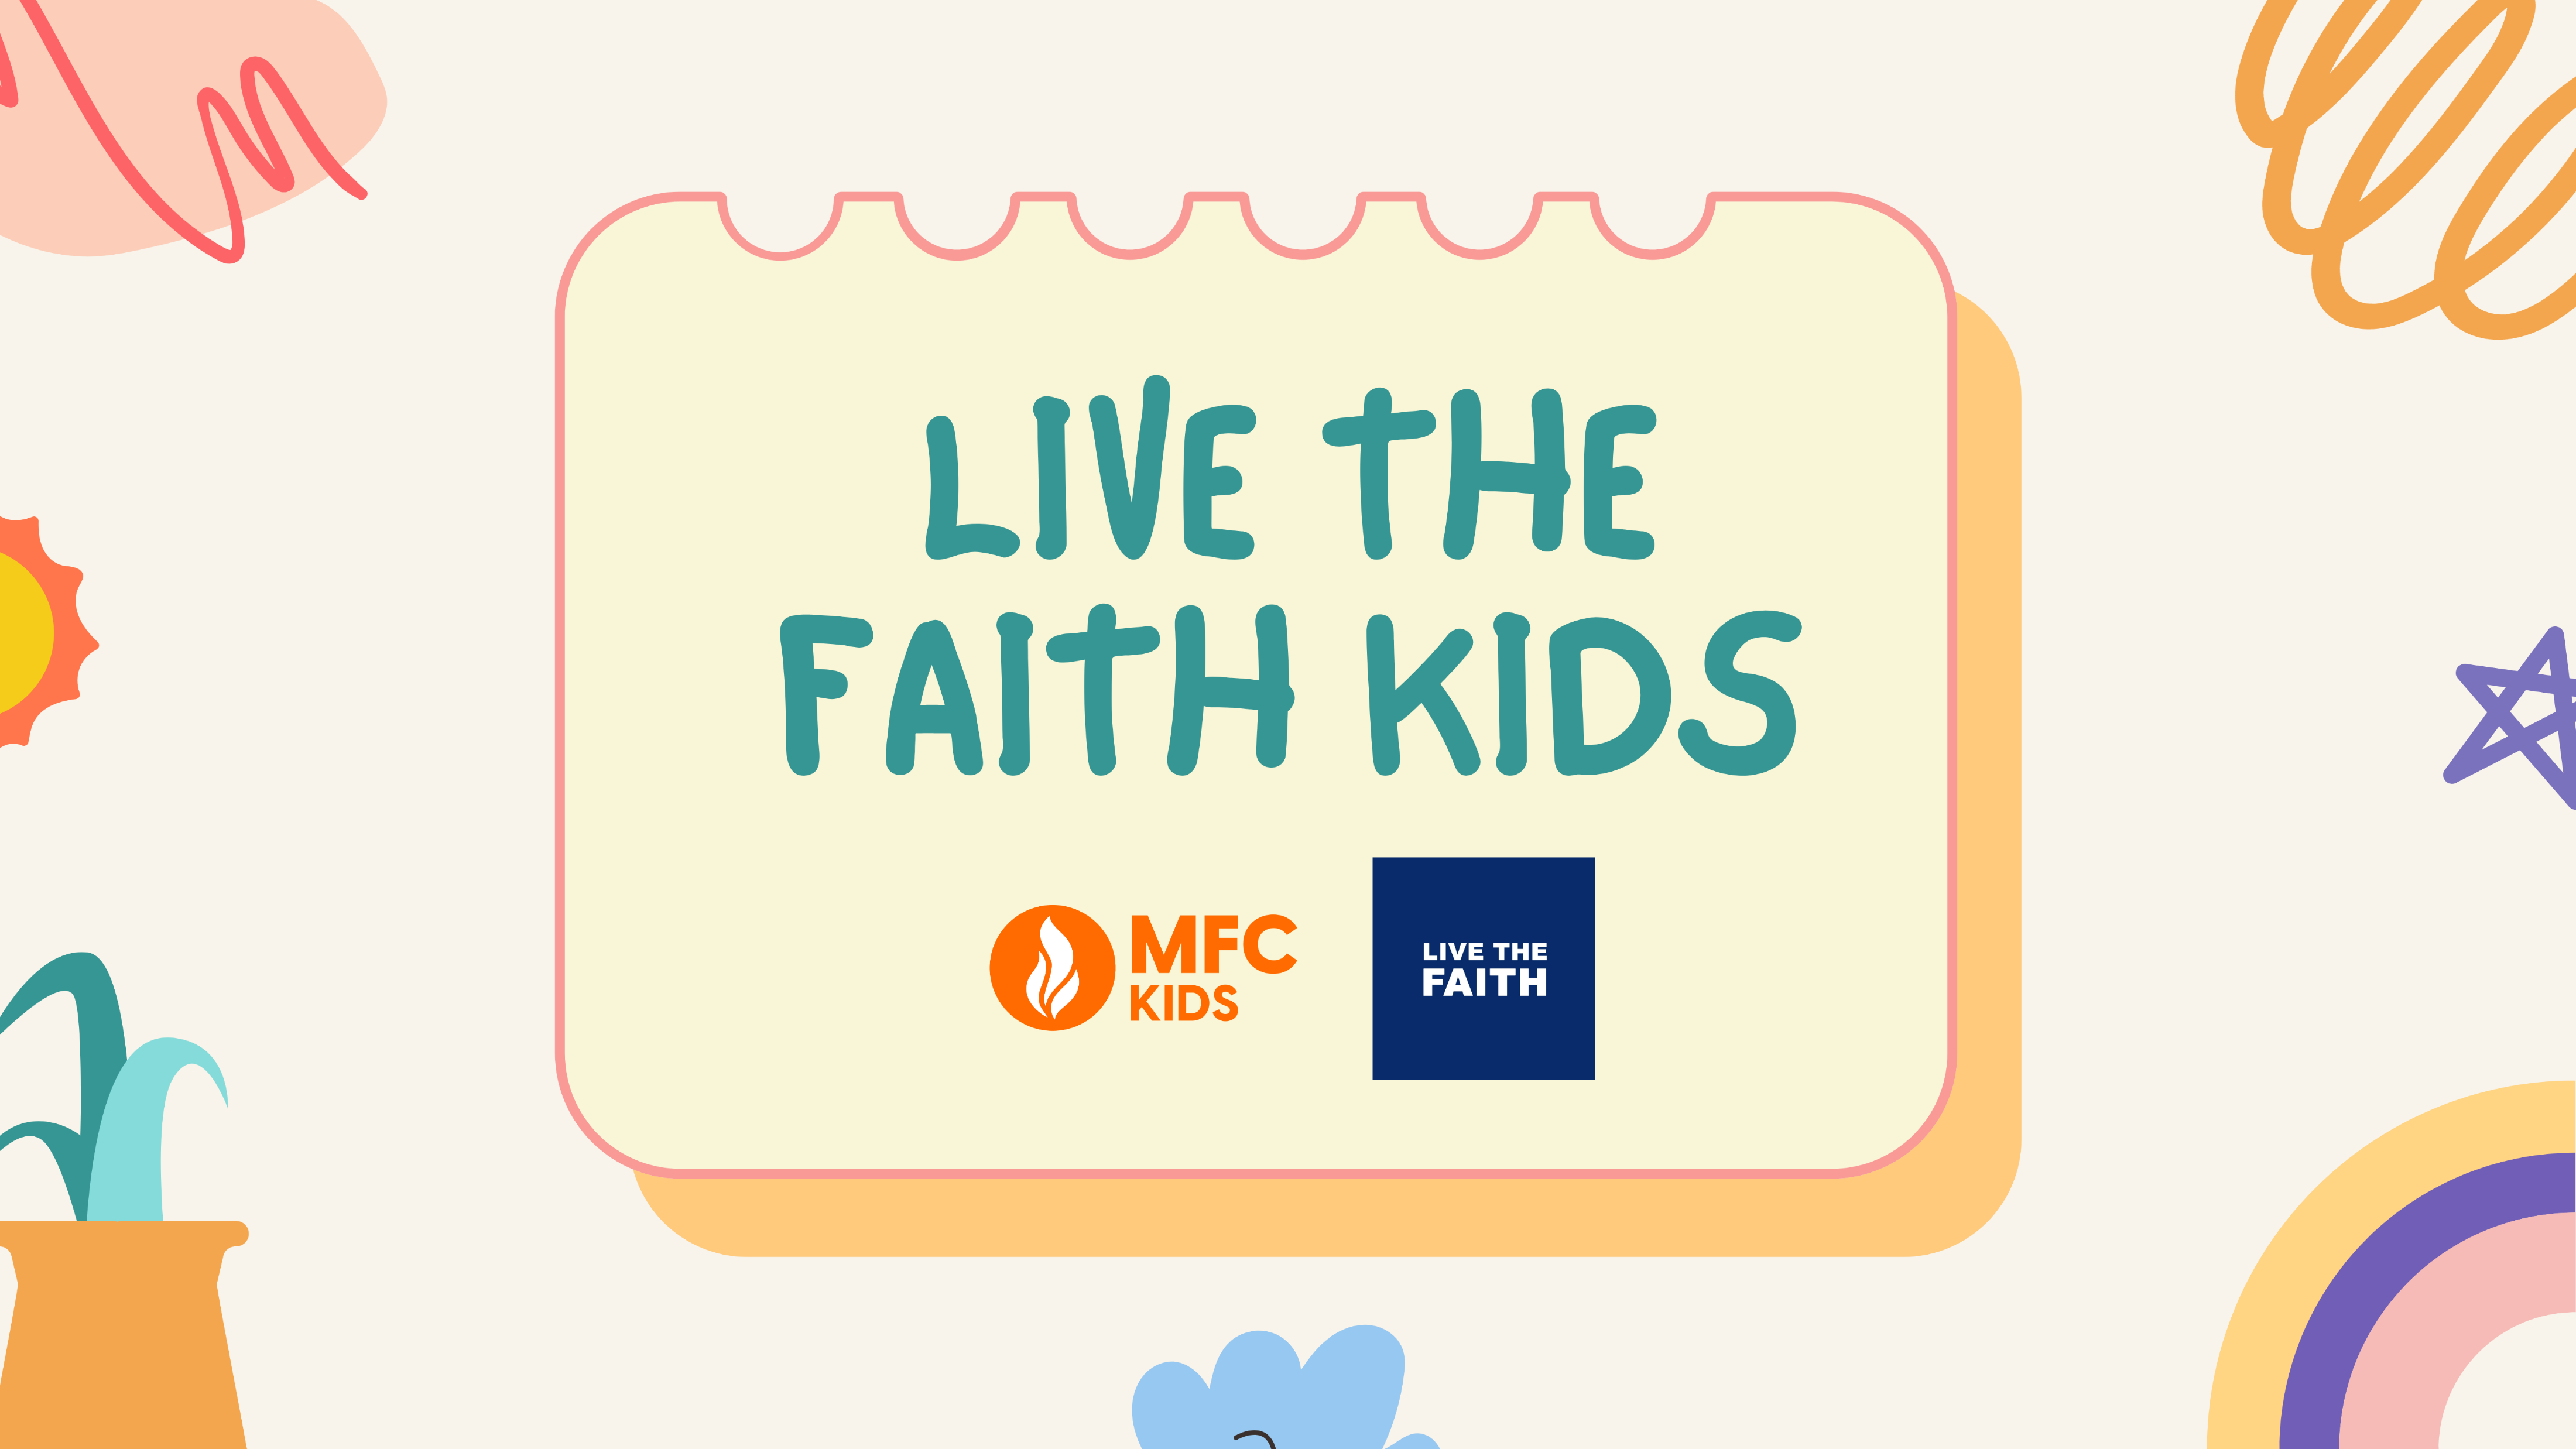 LIVE THE
FAITH KIDS
MFC
KIDS
LIVE THE
FAITH